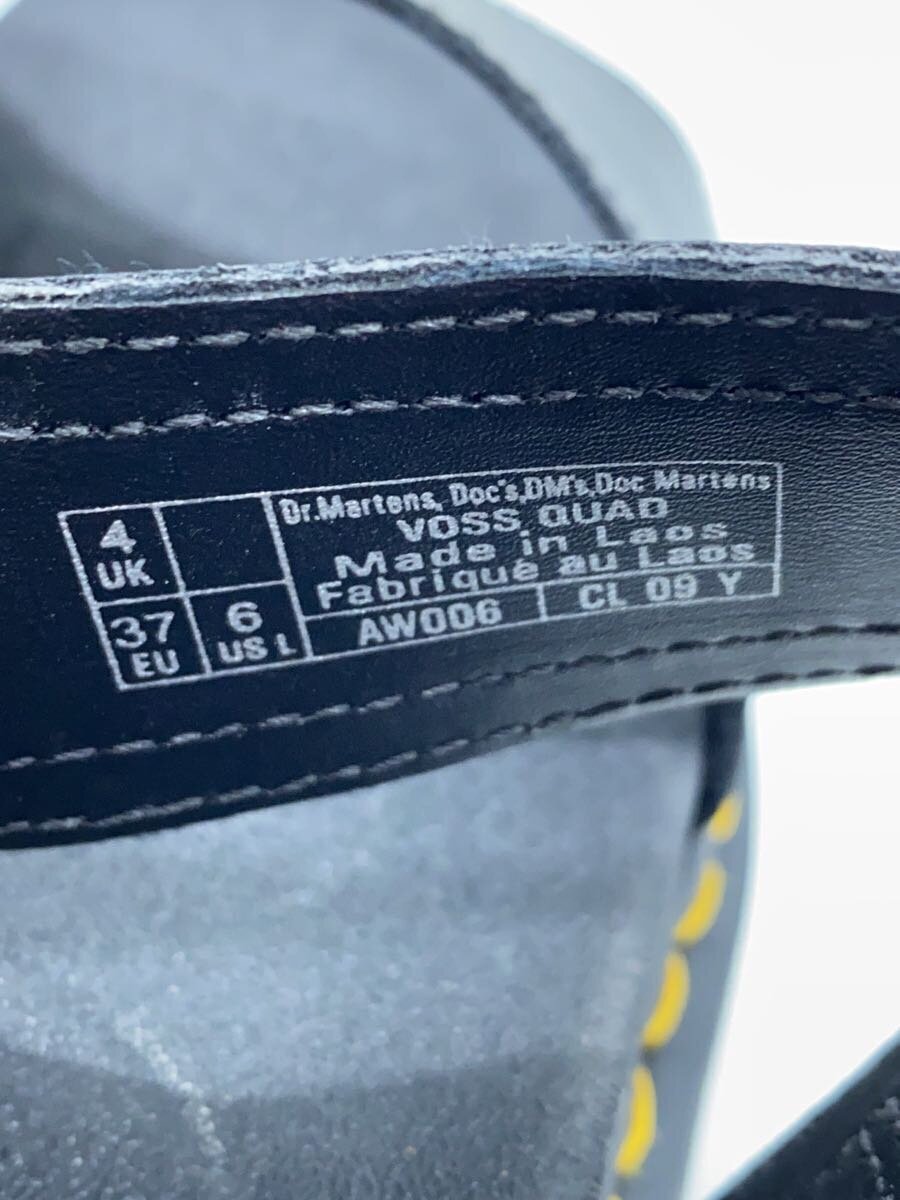 4
UK
37
EU
6
US L
Dr.Martens, Doc's,DM's,Doc Martens
VOSS QUAD
Made in Laos
Fabriqué au Laos
AW006
CL 09 Y